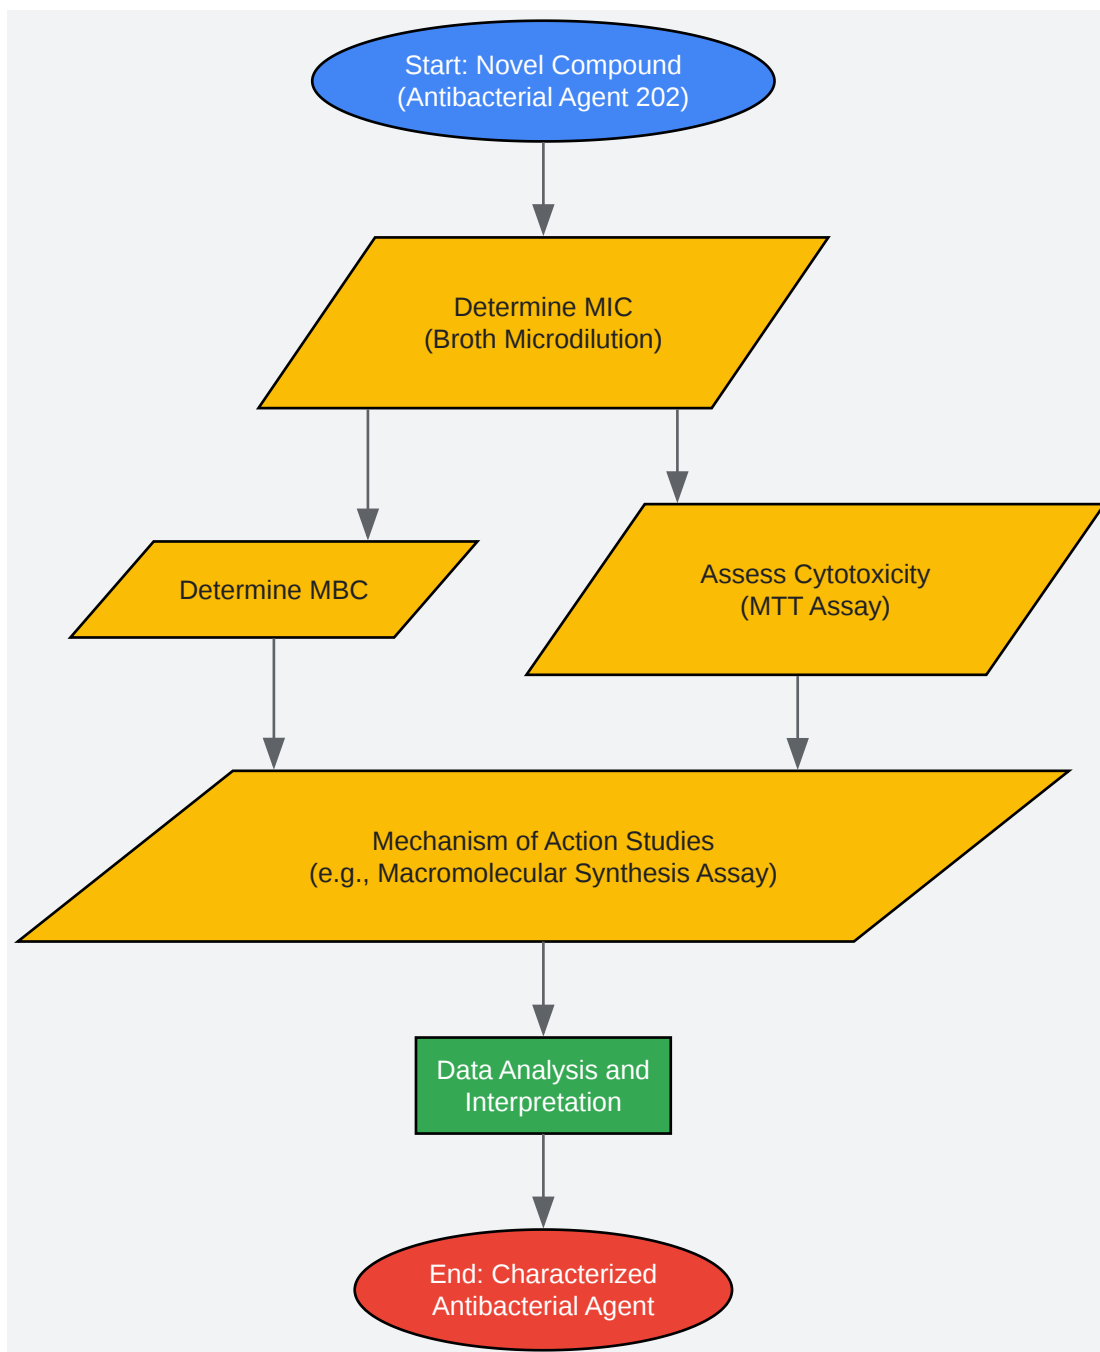 Start: Novel Compound
(Antibacterial Agent 202)
Determine MIC
(Broth Microdilution)
Determine MBC
Assess Cytotoxicity
(MTT Assay)
Mechanism of Action Studies
(e.g., Macromolecular Synthesis Assay)
Data Analysis and
Interpretation
End: Characterized
Antibacterial Agent